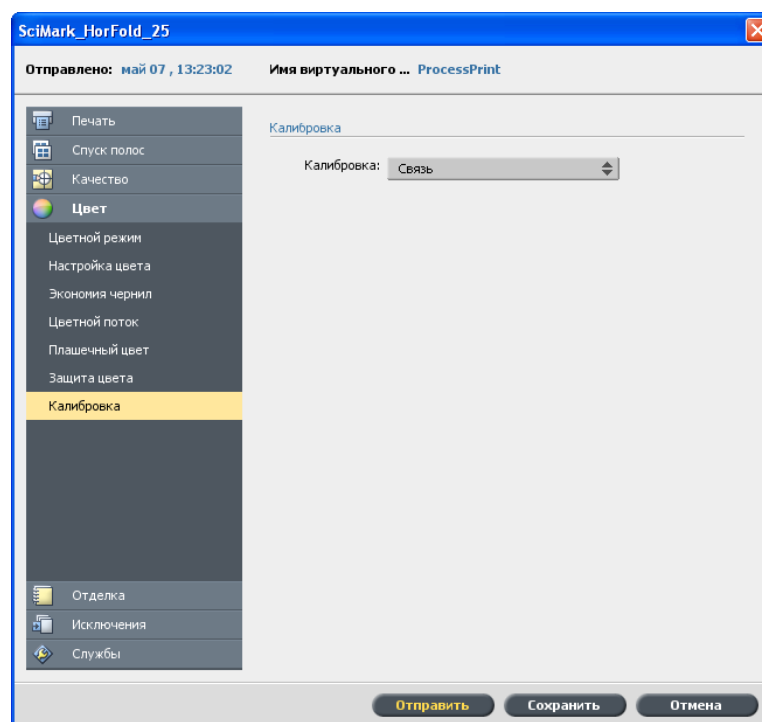 SciMark_HorFold_25
Отправлено: май 07 , 13:23:02 Имя виртуального ... ProcessPrint
Печать
Спуск полос
Качество
Цвет
Цветной режим
Настройка цвета
Экономия чернил
Цветной поток
Плашечный цвет
Защита цвета
Калибровка
Отделка
Исключения
Службы
Калибровка
Калибровка: Связь
Отправить Сохранить Отмена